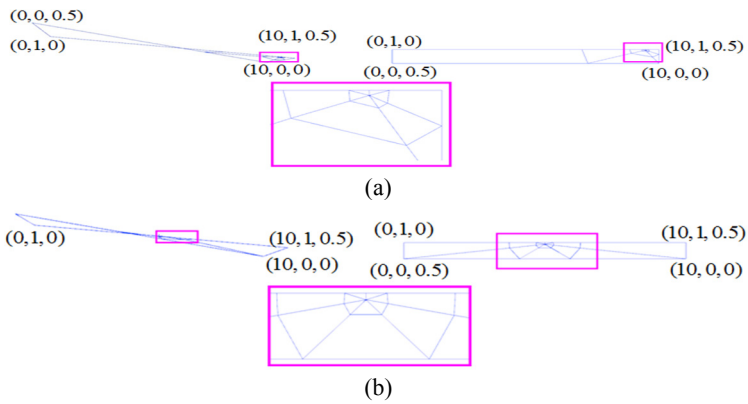 (0, 0, 0.5)
(0, 1, 0)
(10, 1, 0.5)
(10, 0, 0)
(0, 1, 0)
(0, 0, 0.5)
(10, 1, 0.5)
(10, 0, 0)
(a)
(0, 1, 0)
(10, 1, 0.5)
(10, 0, 0)
(0, 1, 0)
(0, 0, 0.5)
(10, 1, 0.5)
(10, 0, 0)
(b)